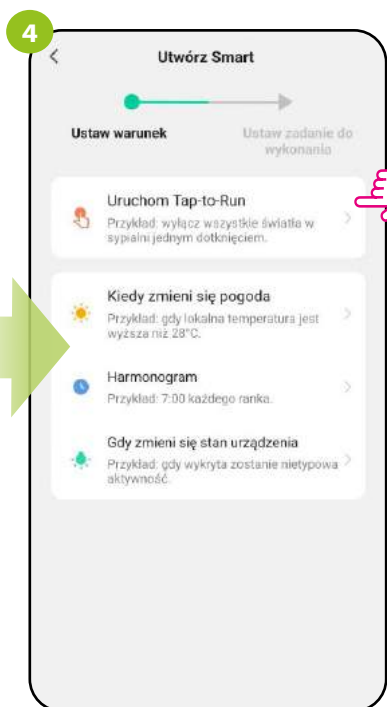 4
Utwórz Smart
Ustaw warunek
Ustaw zadanie do
wykonania
Uruchom Tap-to-Run
Przykład: wyłącz wszystkie światła w
sypialni jednym dotknięciem.
Kiedy zmieni się pogoda
Przykład: gdy lokalna temperatura jest
wyższa niż 28°C.
Harmonogram
Przykład: 7:00 każdego ranka.
Gdy zmieni się stan urządzenia
Przykład: gdy wykryta zostanie nietypowa
aktywność.